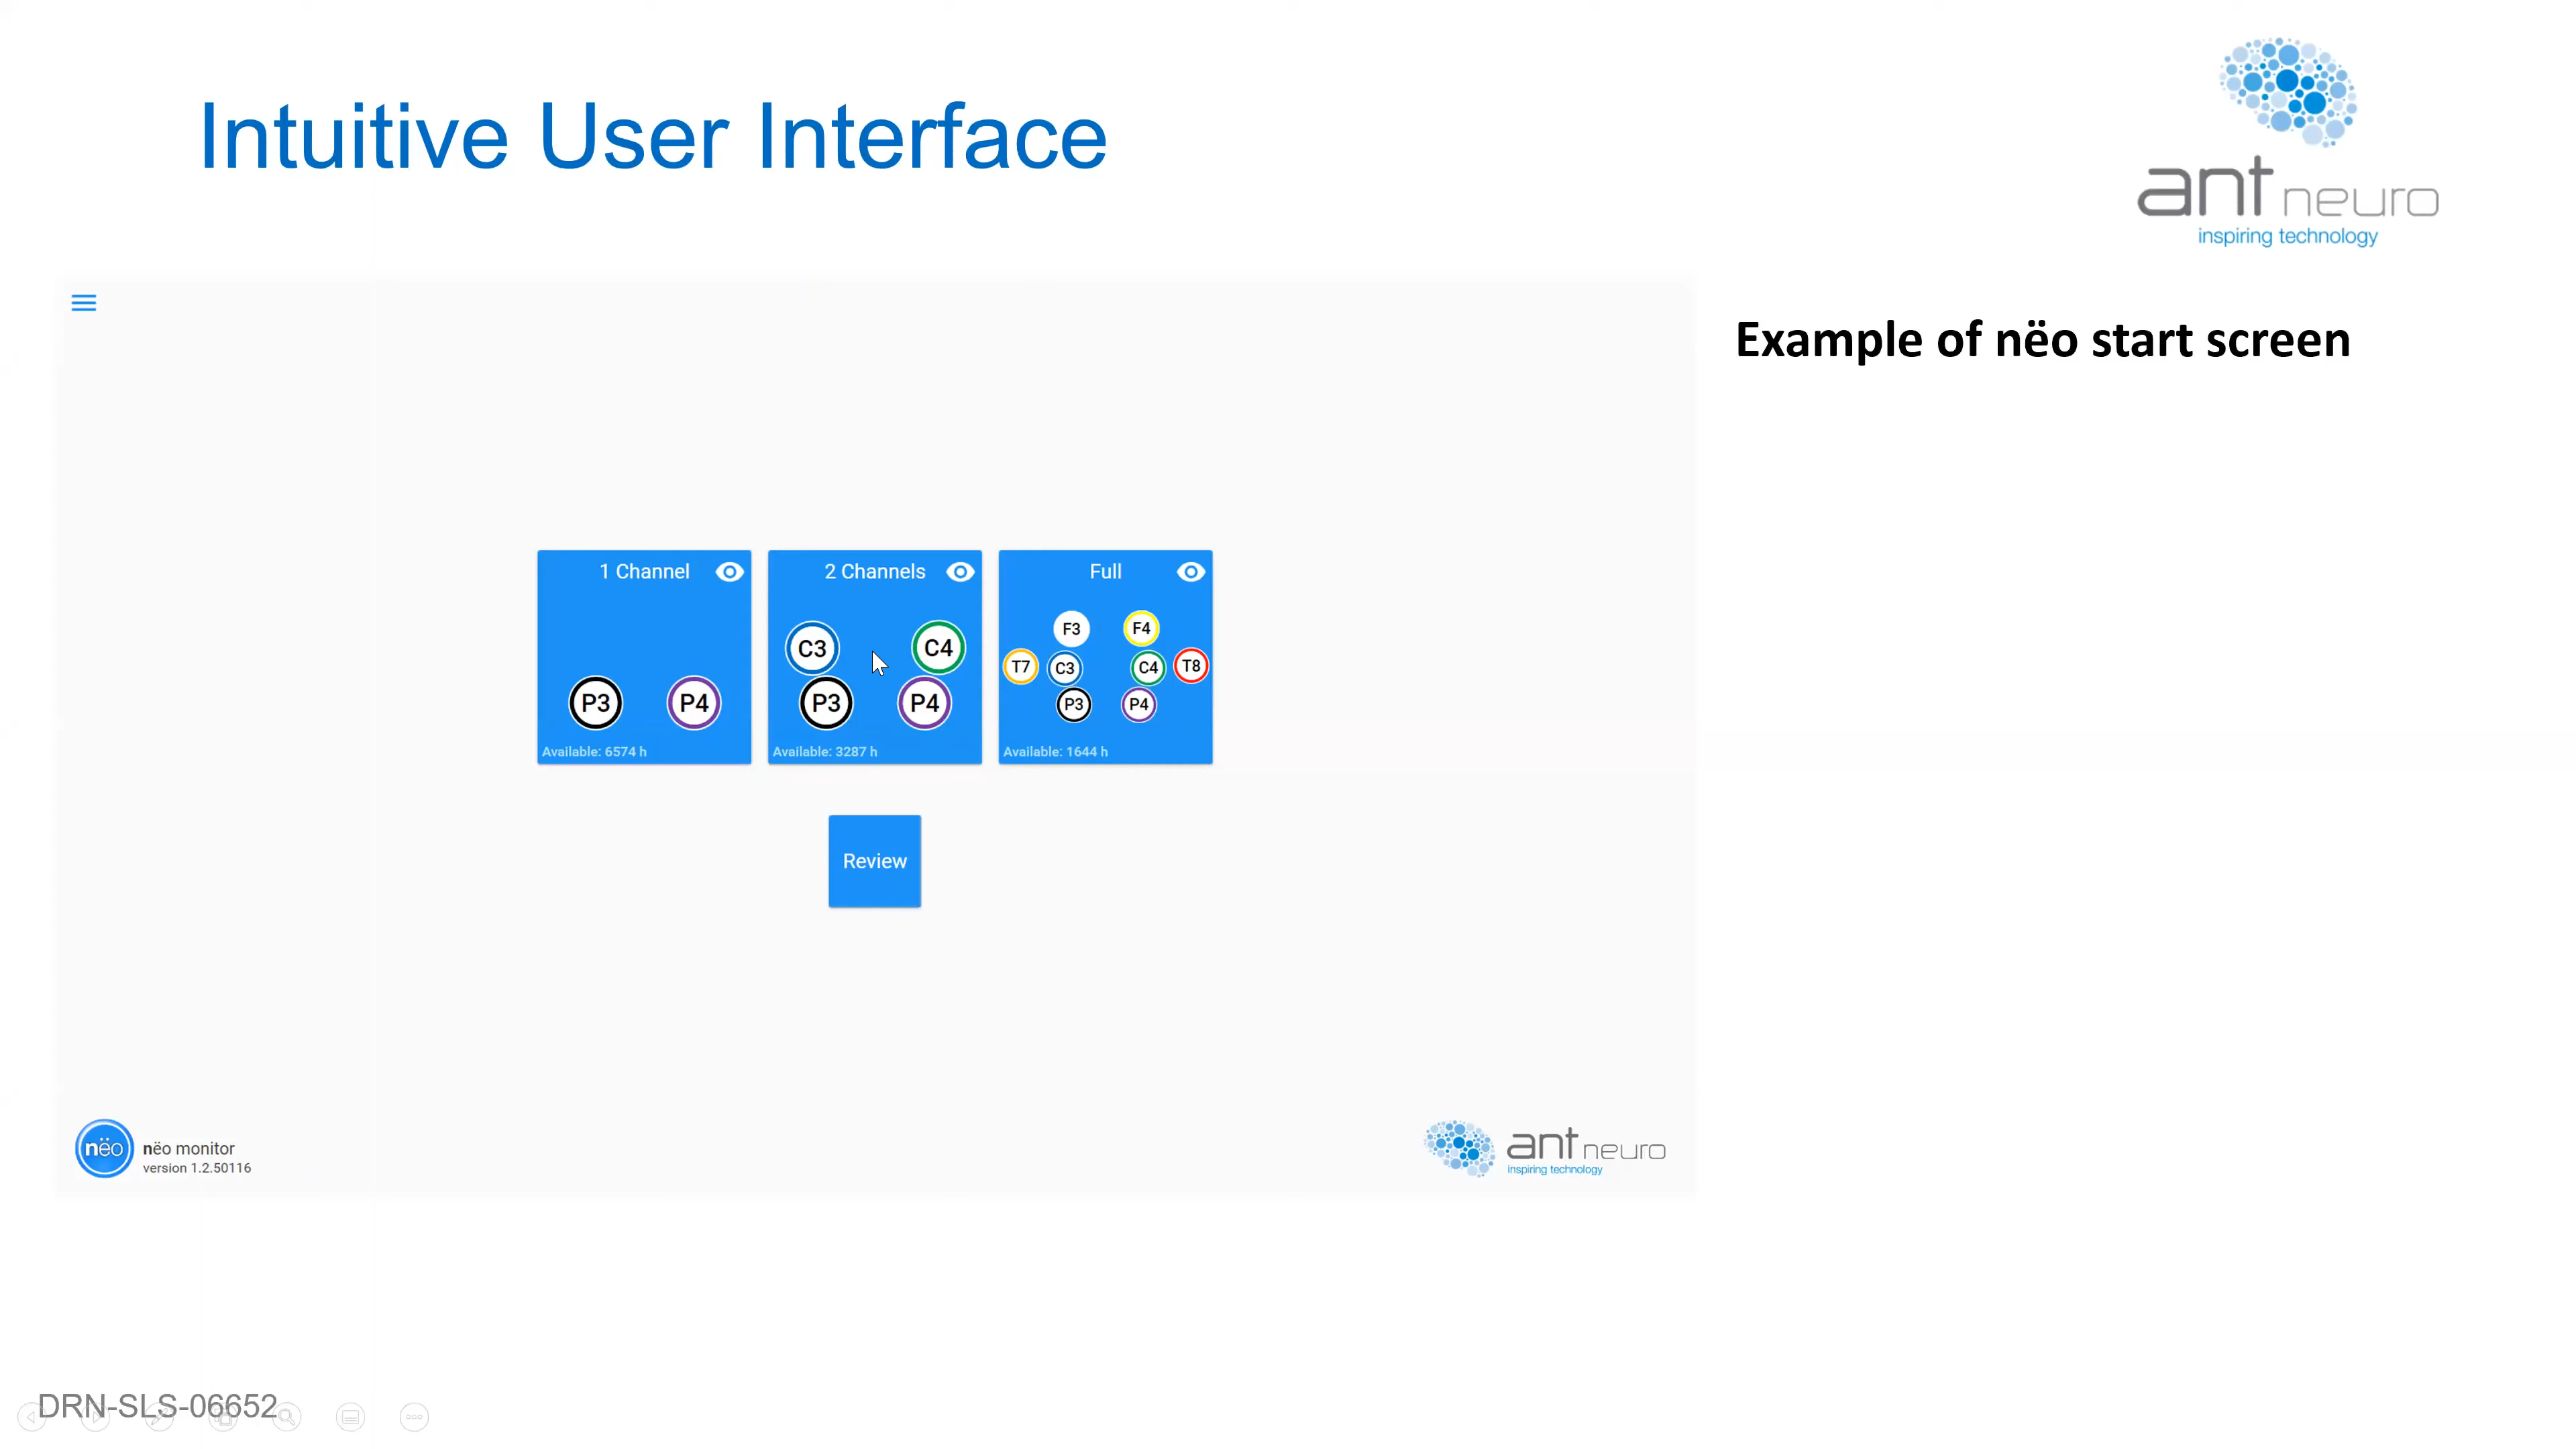 Intuitive User Interface
ant neuro
inspiring technology
Example of nëo start screen
1 Channel
P3 P4
Available: 6574 h
2 Channels
C3 C4
P3 P4
Available: 3287 h
Full
F3 F4
T7 C3 C4 T8
P3 P4
Available: 1644 h
Review
nëo
nëo monitor
version 1.2.50116
ant neuro
inspiring technology
DRN-SLS-06652